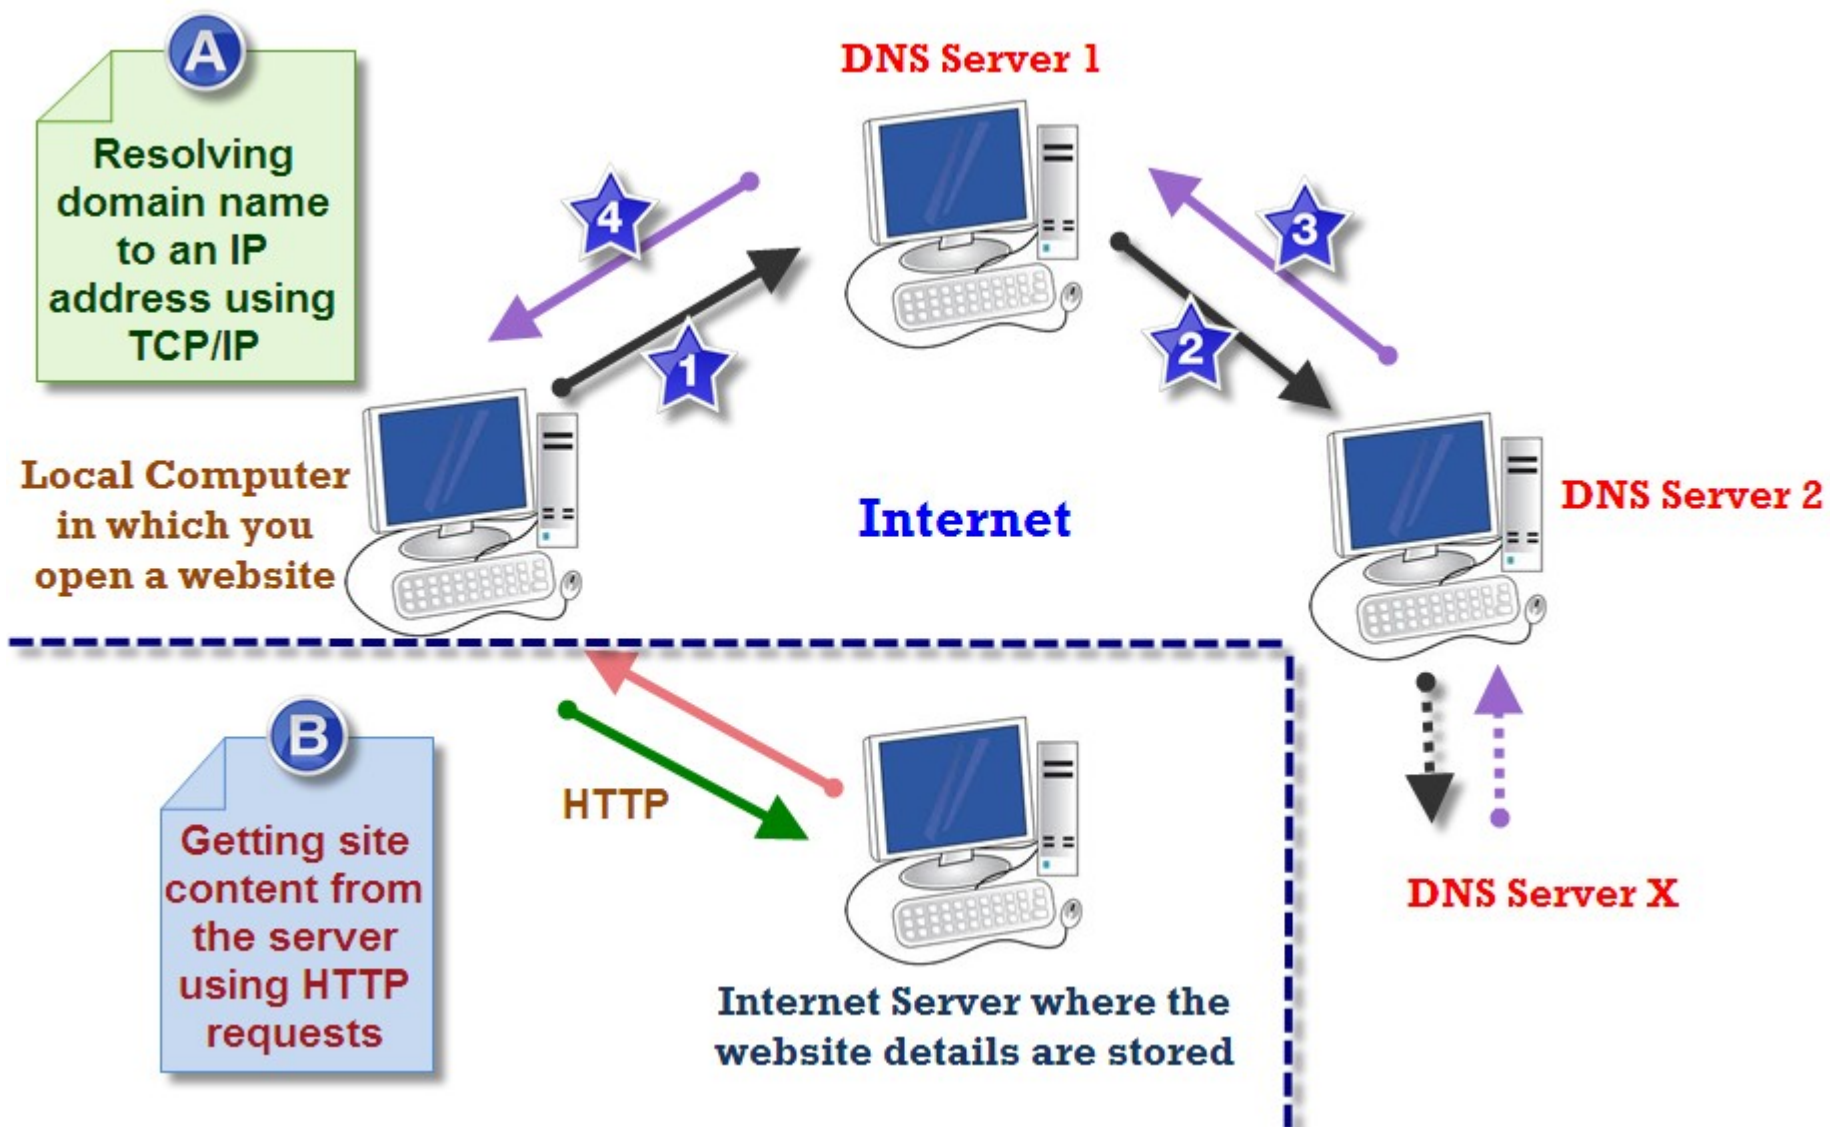 A
Resolving
domain name
to an IP
address using
TCP/IP
DNS Server 1
4
3
1
2
Local Computer
in which you
open a website
Internet
DNS Server 2
B
Getting site
content from
the server
using HTTP
requests
HTTP
DNS Server X
Internet Server where the
website details are stored